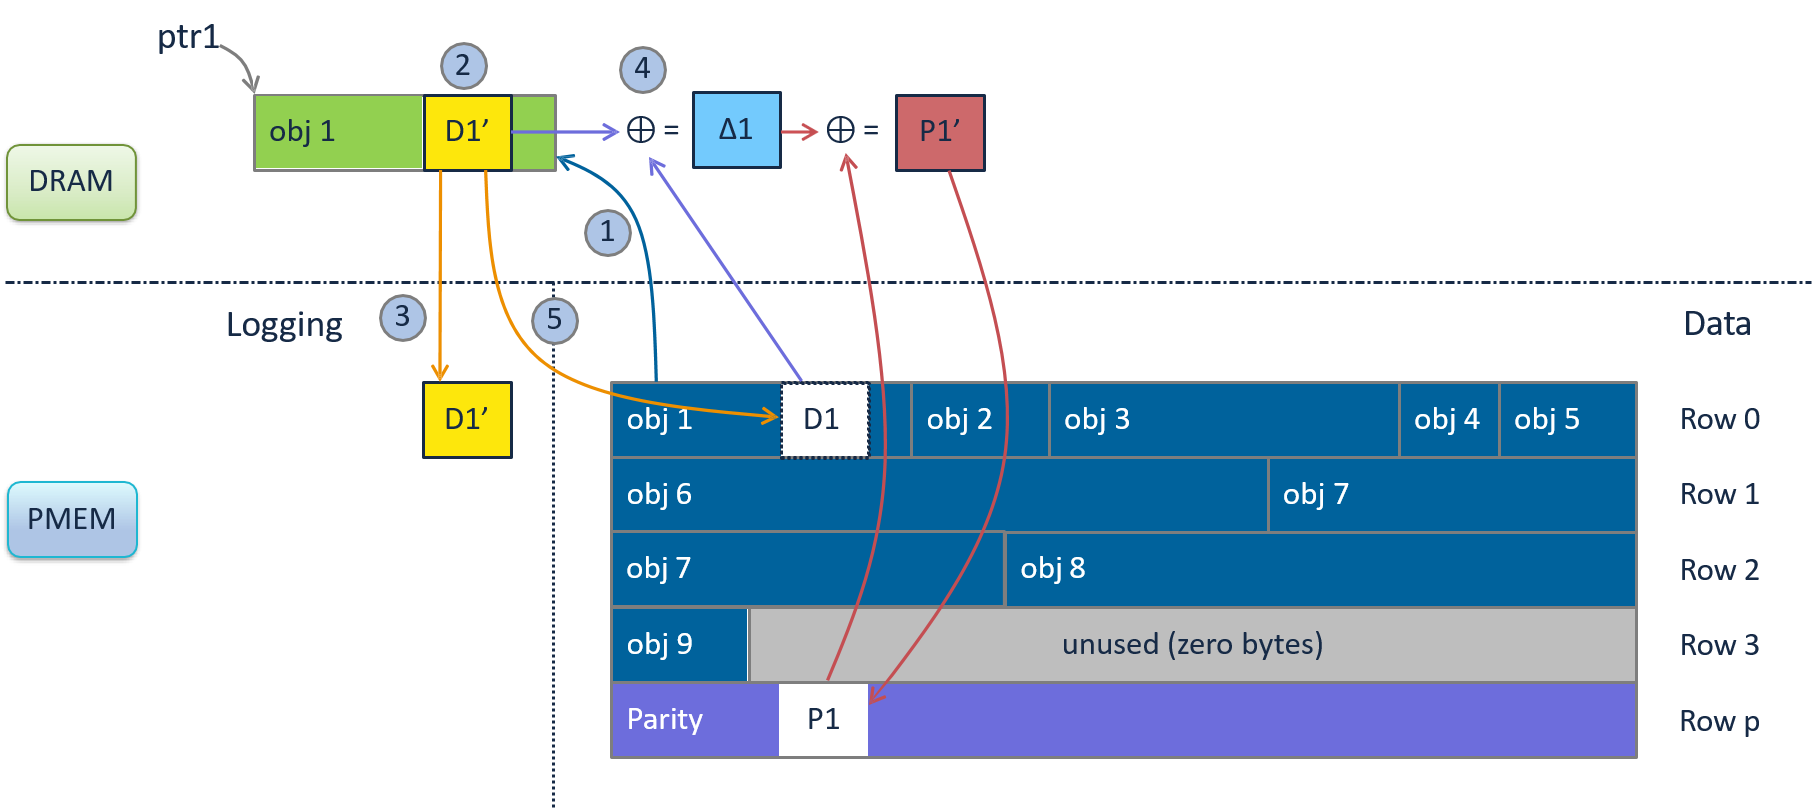 ptr1
2
4
obj 1
D1’
⊕ =
Δ1
⊕ =
P1’
DRAM
1
Logging
3
5
Data
D1’
obj 1
D1
obj 2
obj 3
obj 4
obj 5
Row 0
obj 6
obj 7
Row 1
PMEM
obj 7
obj 8
Row 2
obj 9
unused (zero bytes)
Row 3
Parity
P1
Row p